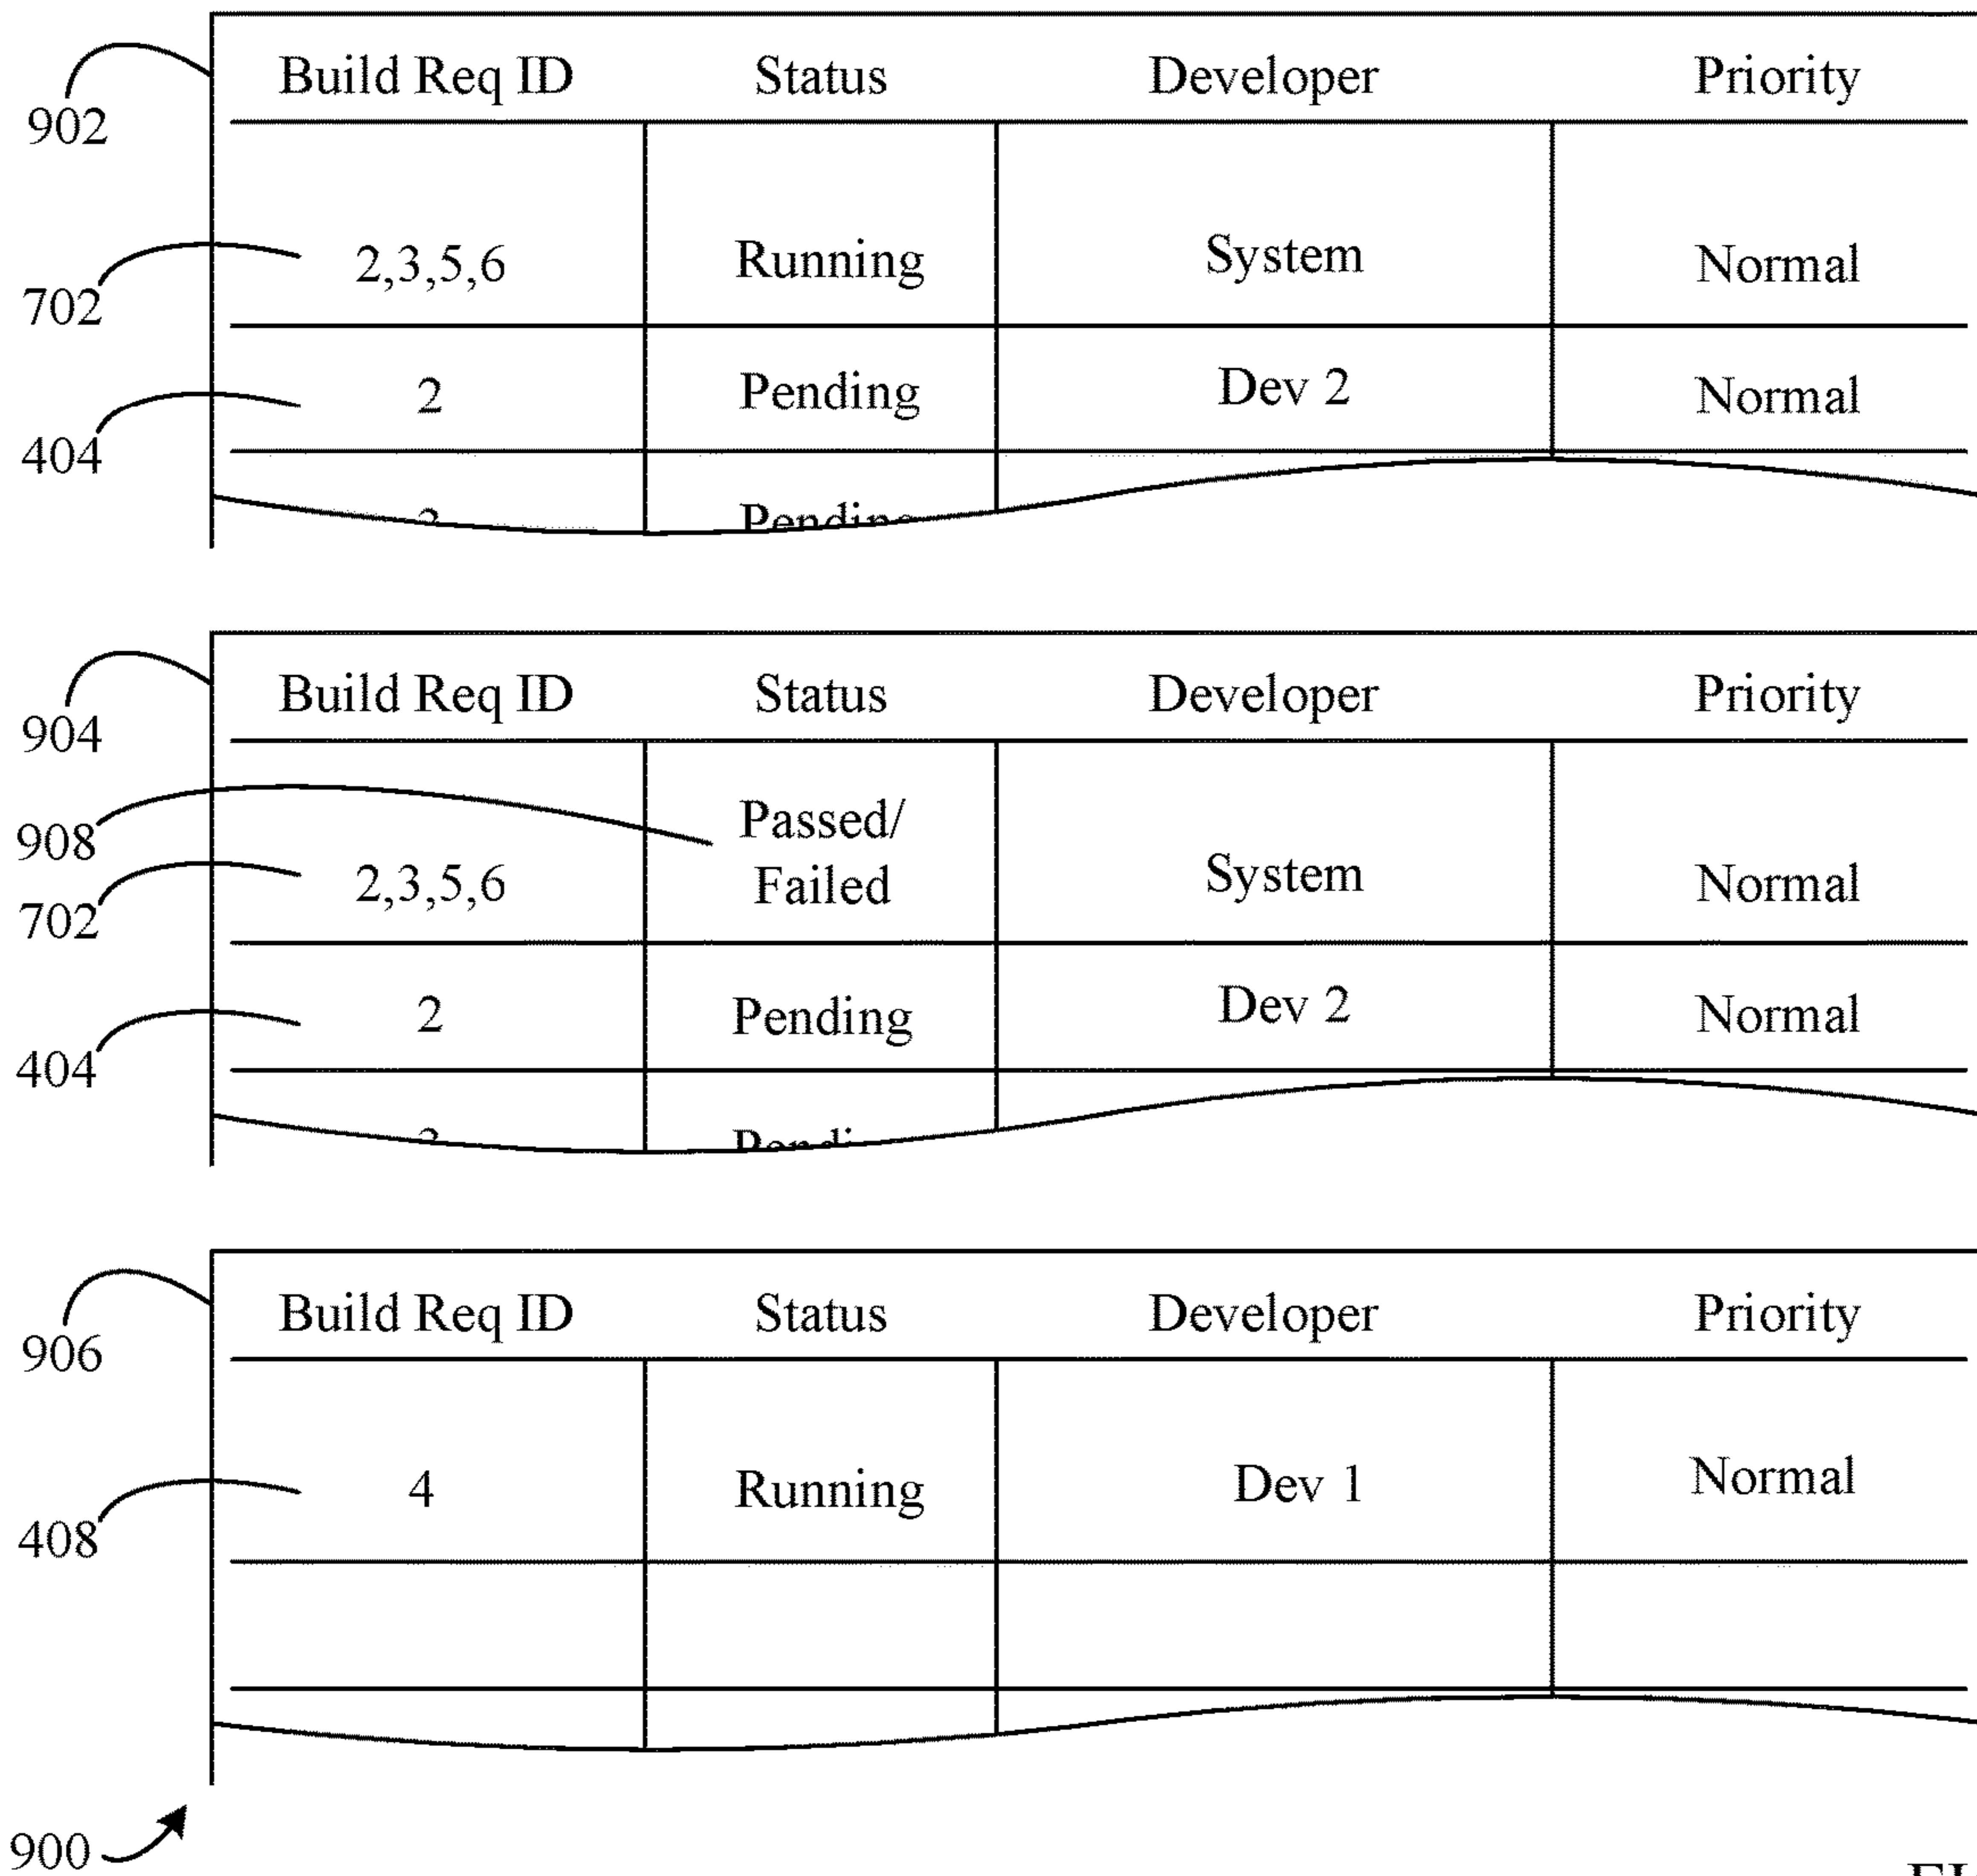 Build Req ID Status Developer Priority
902
2,3,5,6 Running System Normal
702
2 Pending Dev 2 Normal
404
Build Req ID Status Developer Priority
904
Passed/
908
2,3,5,6 Failed System Normal
702
2 Pending Dev 2 Normal
404
Build Req ID Status Developer Priority
906
4 Running Dev 1 Normal
408
900